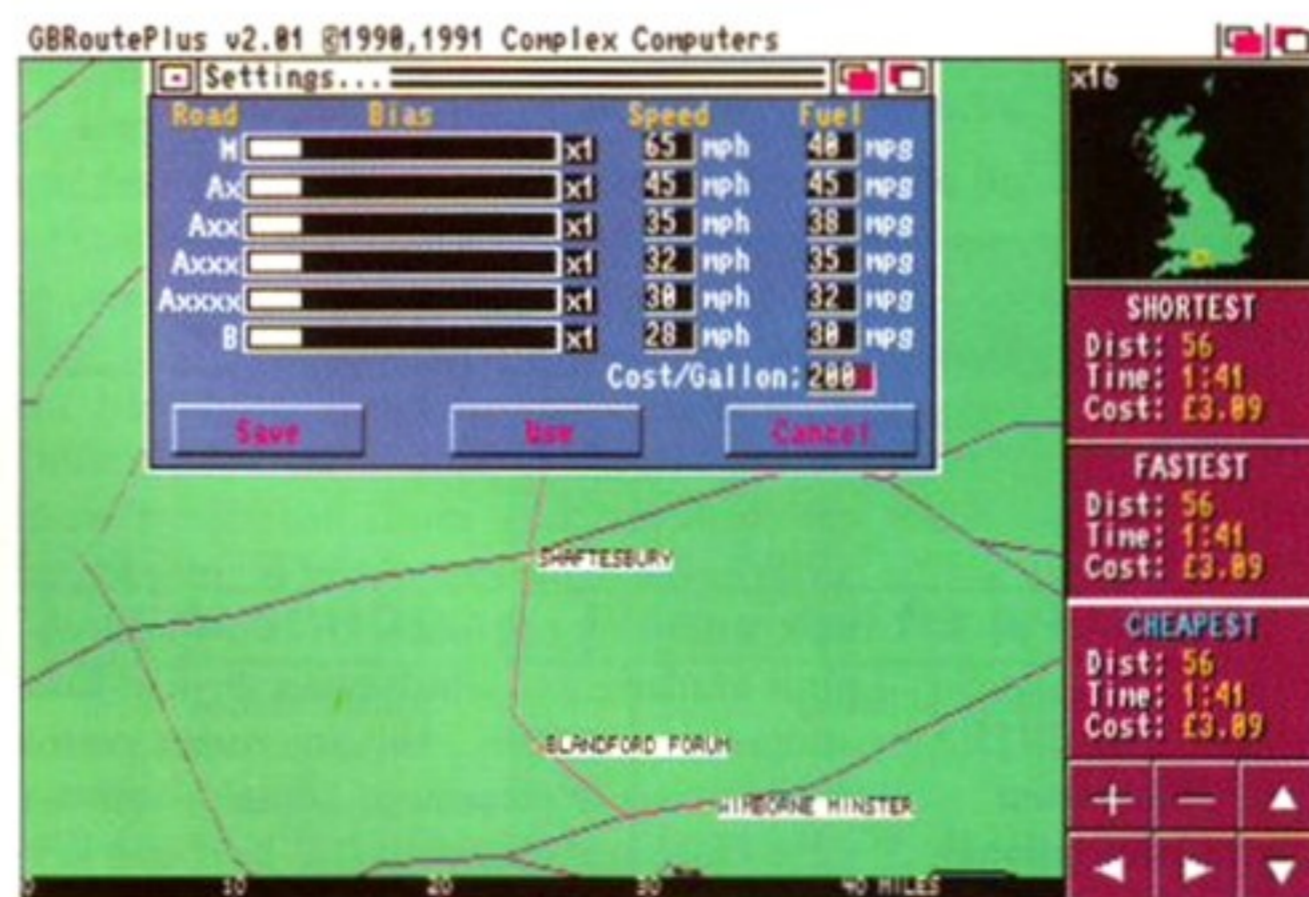 GBRoutePlus v2.01 ©1990,1991 Complex Computers
Settings...
Road Bias Speed Fuel
M x1 65 mph 40 mpg
Ax x1 45 mph 45 mpg
Axx x1 35 mph 38 mpg
Axxx x1 32 mph 35 mpg
Axxxx x1 30 mph 32 mpg
B x1 28 mph 30 mpg
Cost/Gallon: 200
Save Use Cancel
x16
SHORTEST
Dist: 56
Time: 1:41
Cost: £3.09
FASTEST
Dist: 56
Time: 1:41
Cost: £3.09
CHEAPEST
Dist: 56
Time: 1:41
Cost: £3.09
SHAFTESBURY
BLANDFORD FORUM
WIMBORNE MINSTER
0 10 20 30 40 MILES